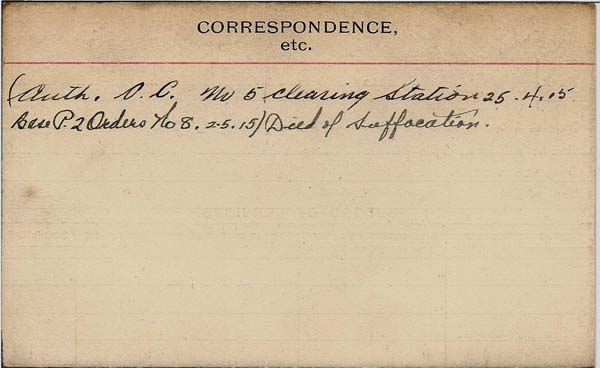 CORRESPONDENCE,
etc.
(Auth. O. C. No 5 clearing Station 25.4.15
Base P. 2 Orders No 8. 2-5.15) Died of Suffocation.